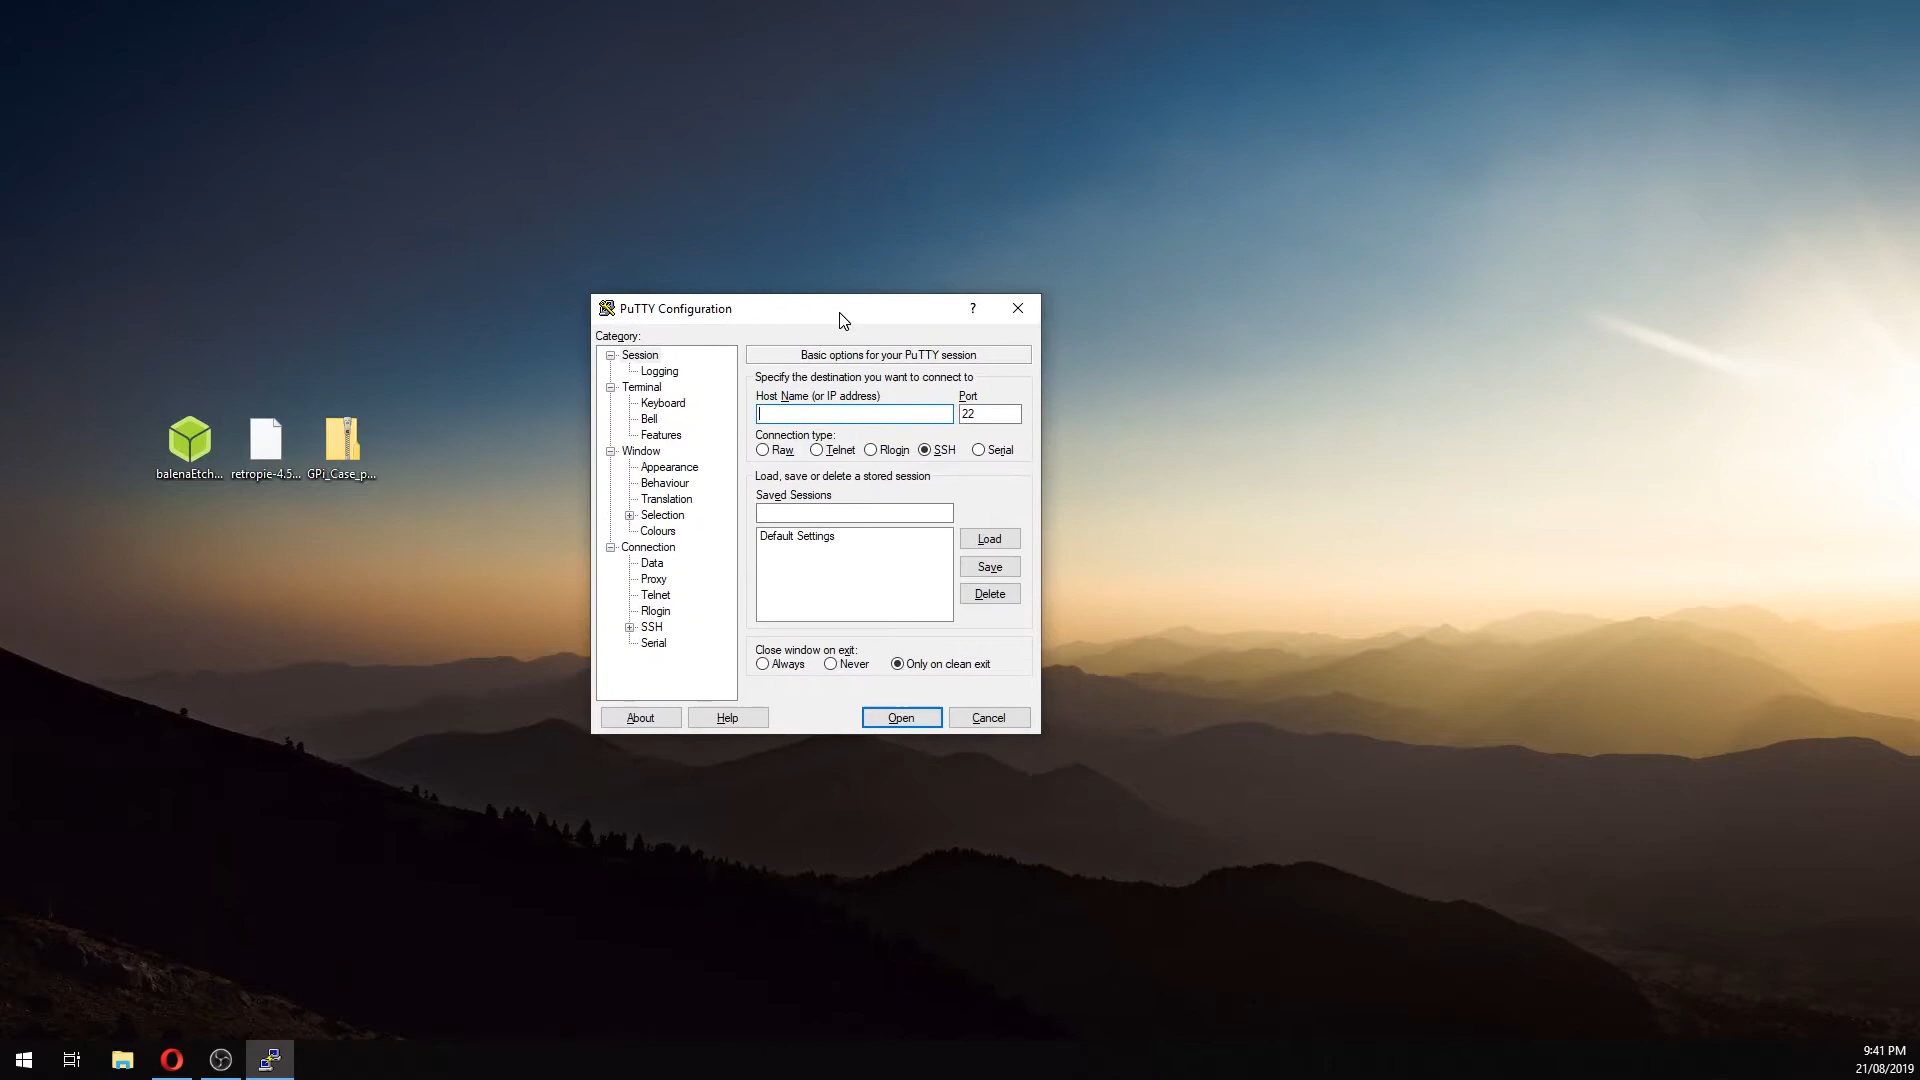 PuTTY Configuration
?
Category:
Session
Logging
Terminal
Keyboard
Bell
Features
Window
Appearance
Behaviour
Translation
Selection
Colours
Connection
Data
Proxy
Telnet
Rlogin
SSH
Serial
Basic options for your PuTTY session
Specify the destination you want to connect to
Host Name (or IP address) Port
22
Connection type:
Raw Telnet Rlogin SSH Serial
Load, save or delete a stored session
Saved Sessions
Default Settings
Load
Save
Delete
Close window on exit:
Always Never Only on clean exit
About Help Open Cancel
balenaEtch... retropie-4.5... GPi_Case_p...
9:41 PM
21/08/2019